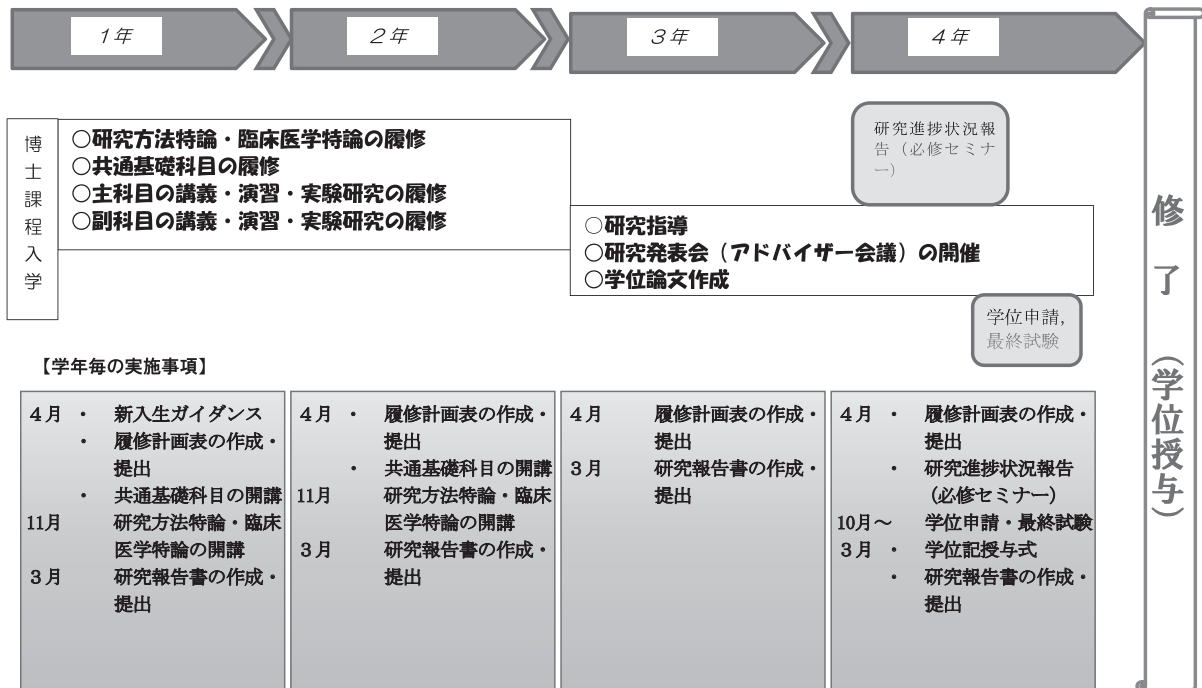 1年
2年
3年
4年
博士課程入学
○研究方法特論・臨床医学特論の履修
○共通基礎科目の履修
○主科目の講義・演習・実験研究の履修
○副科目の講義・演習・実験研究の履修
研究進捗状況報
告（必修セミナ
ー）
○研究指導
○研究発表会（アドバイザー会議）の開催
○学位論文作成
学位申請，
最終試験
修了（学位授与）
【学年毎の実施事項】
4月 ・ 新入生ガイダンス
・ 履修計画表の作成・
提出
・ 共通基礎科目の開講
11月 研究方法特論・臨床
医学特論の開講
3月 研究報告書の作成・
提出
4月 ・ 履修計画表の作成・
提出
・ 共通基礎科目の開講
11月 研究方法特論・臨床
医学特論の開講
3月 研究報告書の作成・
提出
4月 履修計画表の作成・
提出
3月 研究報告書の作成・
提出
4月 ・ 履修計画表の作成・
提出
・ 研究進捗状況報告
（必修セミナー）
10月～ 学位申請・最終試験
3月 ・ 学位記授与式
・ 研究報告書の作成・
提出